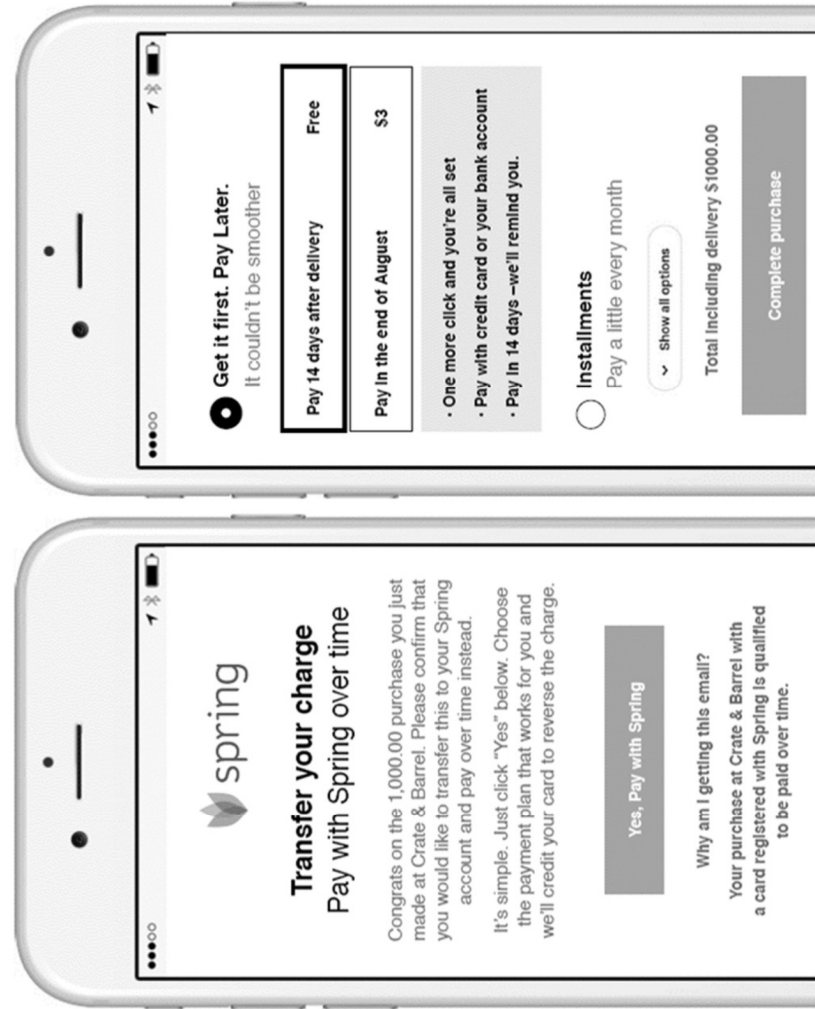 spring
Transfer your charge
Pay with Spring over time
Congrats on the 1,000.00 purchase you just
made at Crate & Barrel. Please confirm that
you would like to transfer this to your Spring
account and pay over time instead.
It's simple. Just click “Yes” below. Choose
the payment plan that works for you and
we'll credit your card to reverse the charge.
Yes, Pay with Spring
Why am I getting this email?
Your purchase at Crate & Barrel with
a card registered with Spring is qualified
to be paid over time.
Get it first. Pay Later.
It couldn't be smoother
Pay 14 days after delivery Free
Pay in the end of August $3
· One more click and you're all set
· Pay with credit card or your bank account
· Pay in 14 days –we'll remind you.
Installments
Pay a little every month
Show all options
Total including delivery $1000.00
Complete purchase